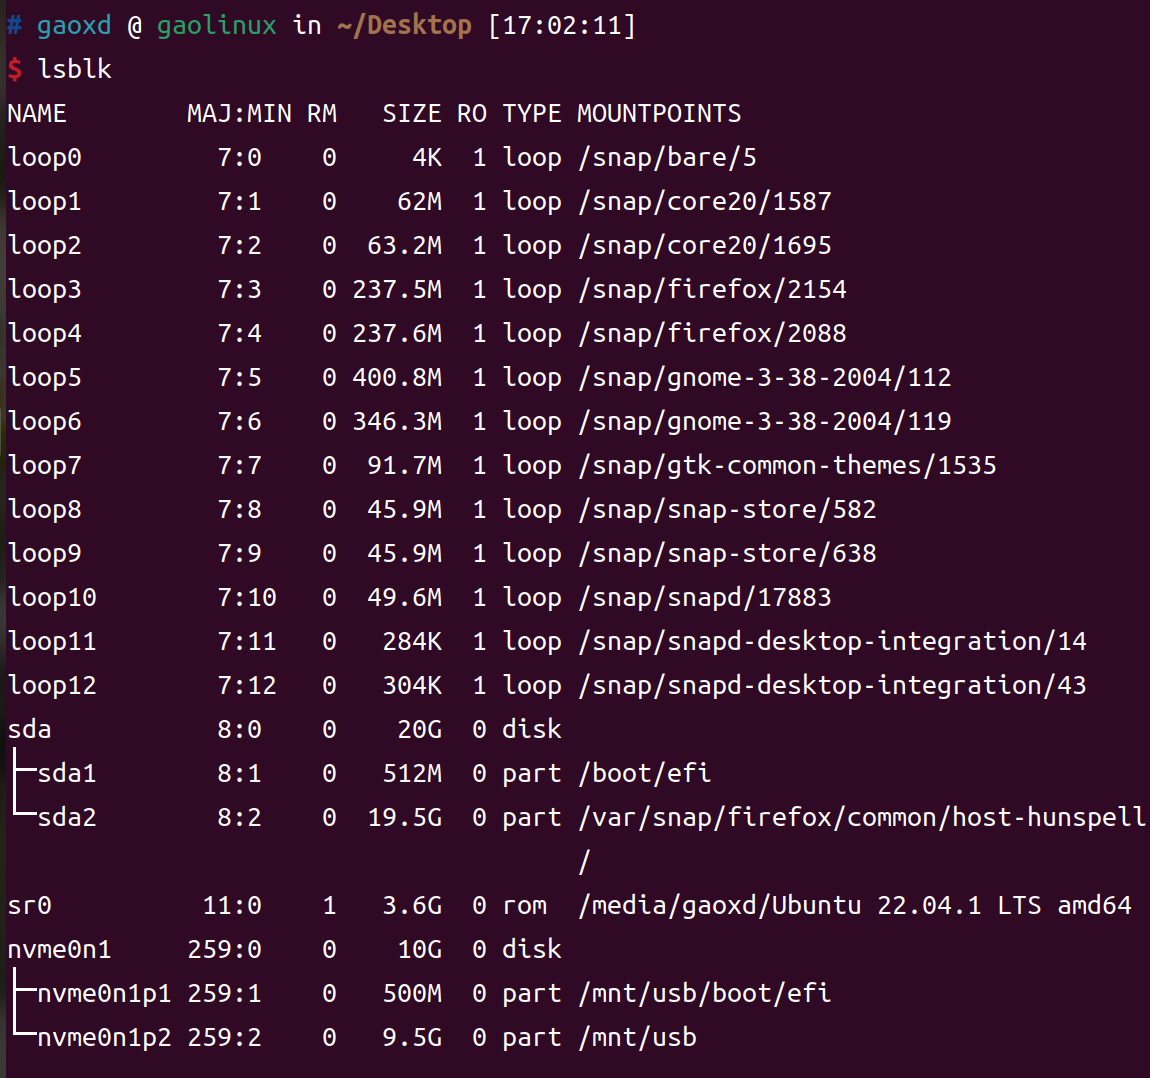 # gaoxd @ gaolinux in ~/Desktop [17:02:11]
$ lsblk
NAME        MAJ:MIN RM   SIZE RO TYPE MOUNTPOINTS
loop0         7:0    0     4K  1 loop /snap/bare/5
loop1         7:1    0    62M  1 loop /snap/core20/1587
loop2         7:2    0  63.2M  1 loop /snap/core20/1695
loop3         7:3    0 237.5M  1 loop /snap/firefox/2154
loop4         7:4    0 237.6M  1 loop /snap/firefox/2088
loop5         7:5    0 400.8M  1 loop /snap/gnome-3-38-2004/112
loop6         7:6    0 346.3M  1 loop /snap/gnome-3-38-2004/119
loop7         7:7    0  91.7M  1 loop /snap/gtk-common-themes/1535
loop8         7:8    0  45.9M  1 loop /snap/snap-store/582
loop9         7:9    0  45.9M  1 loop /snap/snap-store/638
loop10        7:10   0  49.6M  1 loop /snap/snapd/17883
loop11        7:11   0   284K  1 loop /snap/snapd-desktop-integration/14
loop12        7:12   0   304K  1 loop /snap/snapd-desktop-integration/43
sda           8:0    0    20G  0 disk
├─sda1        8:1    0   512M  0 part /boot/efi
└─sda2        8:2    0  19.5G  0 part /var/snap/firefox/common/host-hunspell
                                      /
sr0          11:0    1   3.6G  0 rom  /media/gaoxd/Ubuntu 22.04.1 LTS amd64
nvme0n1     259:0    0    10G  0 disk
├─nvme0n1p1 259:1    0   500M  0 part /mnt/usb/boot/efi
└─nvme0n1p2 259:2    0   9.5G  0 part /mnt/usb